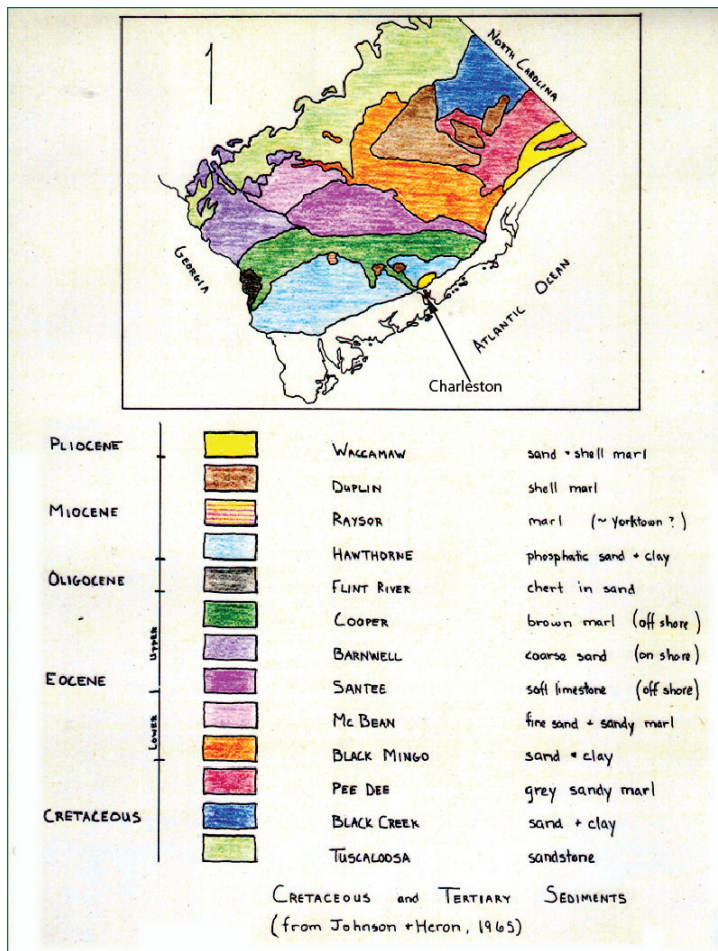 NORTH CAROLINA
GEORGIA
ATLANTIC OCEAN
Charleston
PLIOCENE WACCAMAW sand + shell marl
DUPLIN shell marl
MIOCENE RAYSOR marl (~ Yorktown ?)
HAWTHORNE phosphatic sand + clay
OLIGOCENE FLINT RIVER chert in sand
UPPER COOPER brown marl (off shore)
BARNWELL coarse sand (on shore)
EOCENE SANTEE soft limestone (off shore)
LOWER MC BEAN fine sand + sandy marl
BLACK MINGO sand + clay
PEE DEE grey sandy marl
CRETACEOUS BLACK CREEK sand + clay
TUSCALOOSA sandstone
CRETACEOUS and TERTIARY SEDIMENTS
(from Johnson + Heron, 1965)